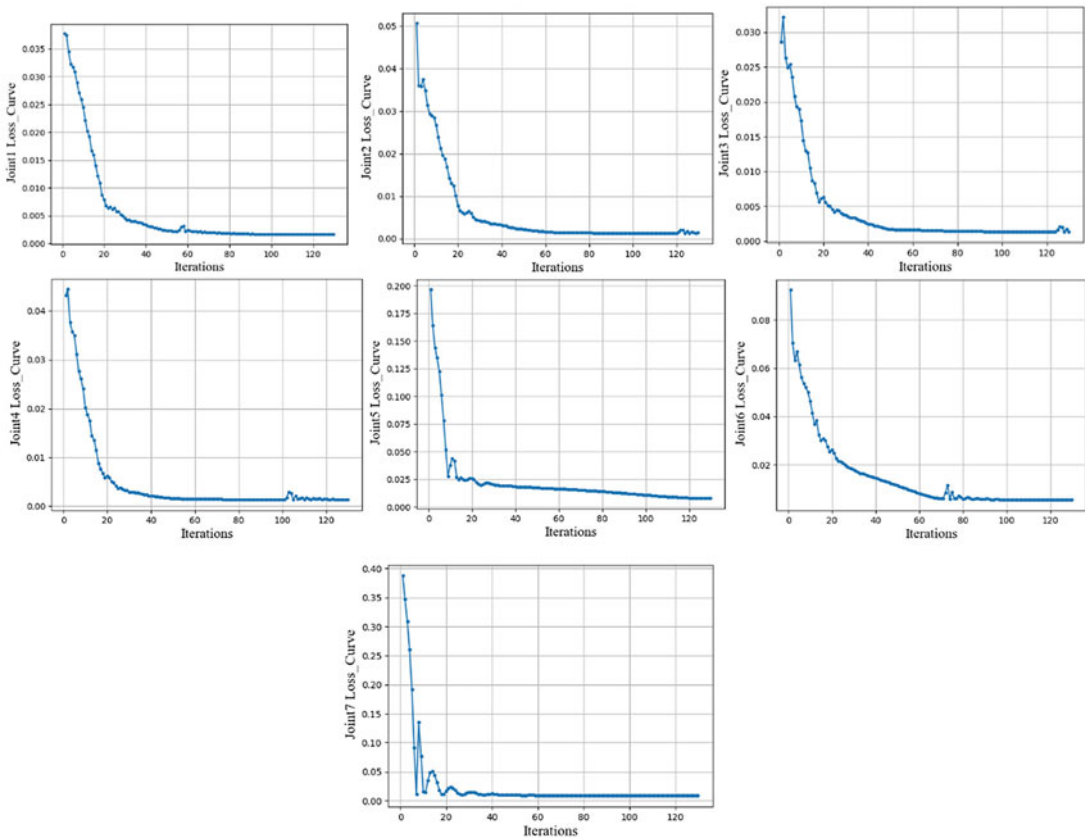 Joint1 Loss_Curve
0.035
0.030
0.025
0.020
0.015
0.010
0.005
0.000
0 20 40 60 80 100 120
Iterations
Joint2 Loss_Curve
0.05
0.04
0.03
0.02
0.01
0.00
0 20 40 60 80 100 120
Iterations
Joint3 Loss_Curve
0.030
0.025
0.020
0.015
0.010
0.005
0.000
0 20 40 60 80 100 120
Iterations
Joint4 Loss_Curve
0.04
0.03
0.02
0.01
0.00
0 20 40 60 80 100 120
Iterations
Joint5 Loss_Curve
0.200
0.175
0.150
0.125
0.100
0.075
0.050
0.025
0.000
0 20 40 60 80 100 120
Iterations
Joint6 Loss_Curve
0.08
0.06
0.04
0.02
0 20 40 60 80 100 120
Iterations
Joint7 Loss_Curve
0.40
0.35
0.30
0.25
0.20
0.15
0.10
0.05
0.00
0 20 40 60 80 100 120
Iterations